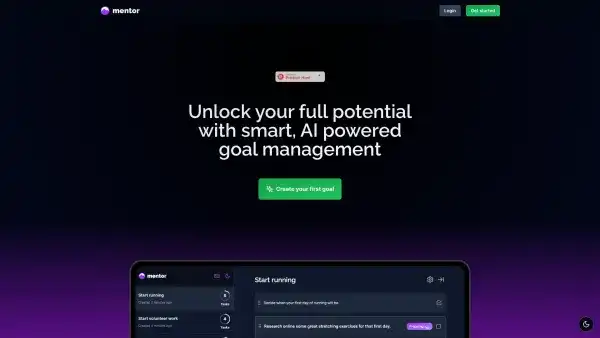 mentor
Login
Get started
Product Hunt
Unlock your full potential
with smart, AI powered
goal management
Create your first goal
mentor
Start running
Start running
8
Tasks
Decide when your first day of running will be.
Start volunteer work
4
Tasks
Research online some great stretching exercises for that first day.